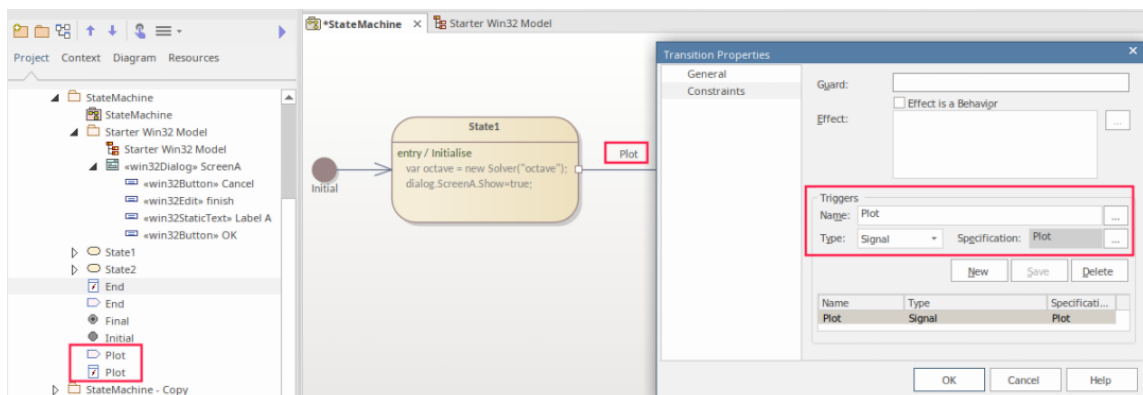 *StateMachine
Starter Win32 Model
Project Context Diagram Resources
StateMachine
StateMachine
Starter Win32 Model
Starter Win32 Model
«win32Dialog» ScreenA
«win32Button» Cancel
«win32Edit» finish
«win32StaticText» Label A
«win32Button» OK
State1
State2
End
End
Final
Initial
Plot
Plot
StateMachine - Copy
Initial
State1
entry / Initialise
var octave = new Solver("octave");
dialog.ScreenA.Show=true;
Plot
Transition Properties
General
Constraints
Guard:
Effect is a Behavior
Effect:
...
Triggers
Name: Plot ...
Type: Signal Specification: Plot ...
New Save Delete
Name Type Specificati...
Plot Signal Plot
OK Cancel Help